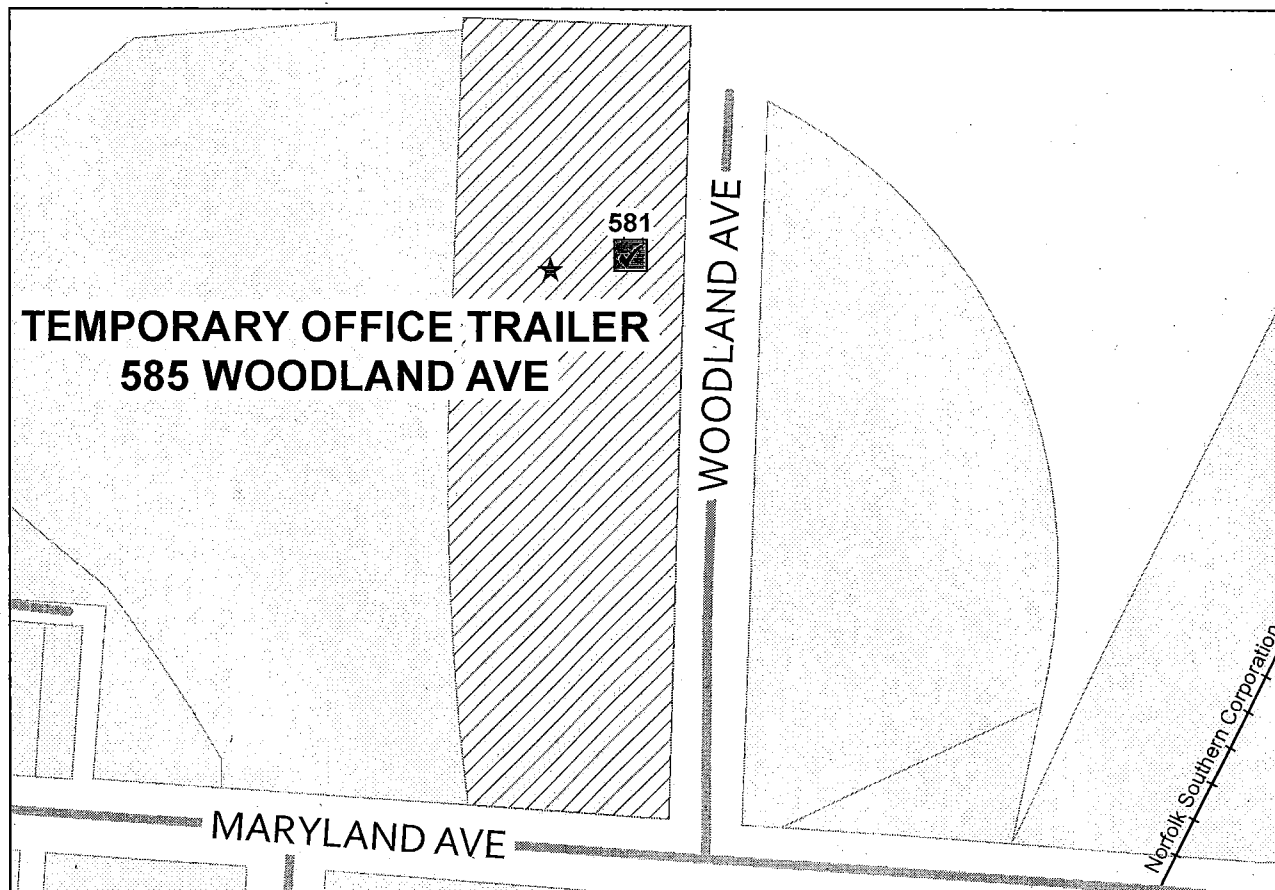 581
TEMPORARY OFFICE TRAILER
585 WOODLAND AVE
WOODLAND AVE
MARYLAND AVE
Norfolk Southern Corporation